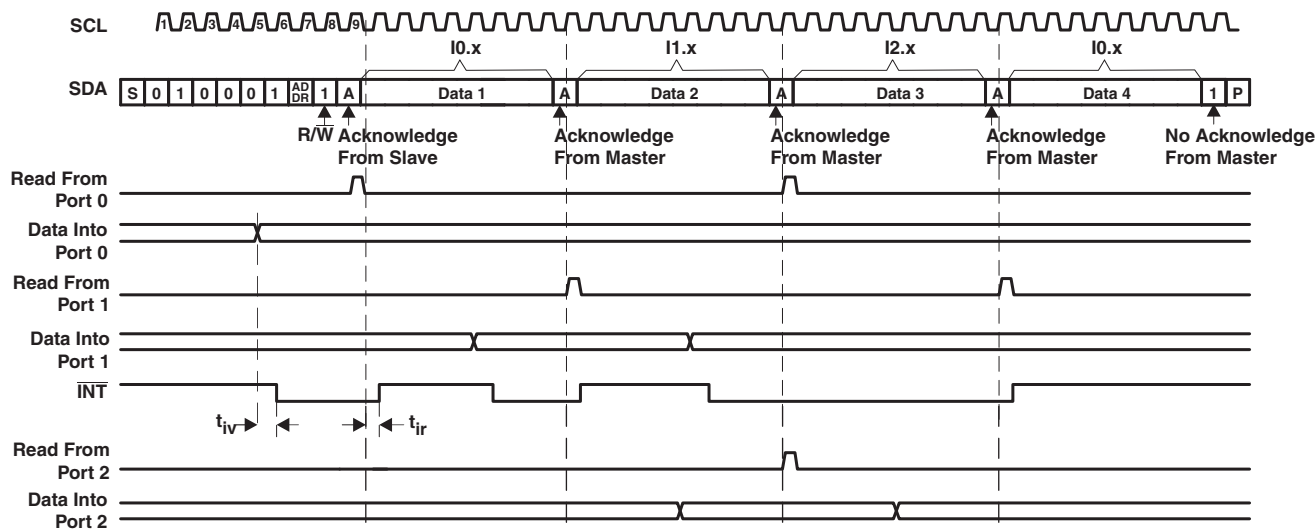 SCL 1 2 3 4 5 6 7 8 9
I0.x I1.x I2.x I0.x
SDA S 0 1 0 0 0 1 AD DR 1 A Data 1 A Data 2 A Data 3 A Data 4 1 P
R/W Acknowledge From Slave
Acknowledge From Master
Acknowledge From Master
Acknowledge From Master
No Acknowledge From Master
Read From
Port 0
Data Into
Port 0
Read From
Port 1
Data Into
Port 1
INT
tiv tir
Read From
Port 2
Data Into
Port 2